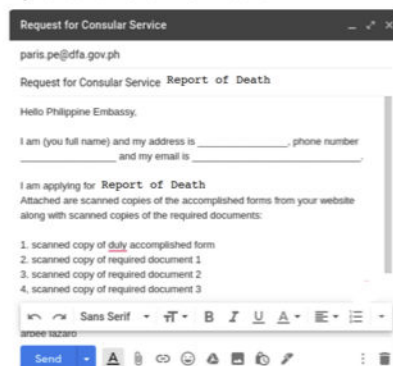 Request for Consular Service
paris.pe@dfa.gov.ph
Request for Consular Service Report of Death
Hello Philippine Embassy,
I am (you full name) and my address is ________________, phone number
_________________ and my email is ______________________________.
I am applying for Report of Death
Attached are scanned copies of the accomplished forms from your website
along with scanned copies of the required documents:
1. scanned copy of duly accomplished form
2. scanned copy of required document 1
3. scanned copy of required document 2
4, scanned copy of required document 3
Sans Serif
arbee lazaro
Send